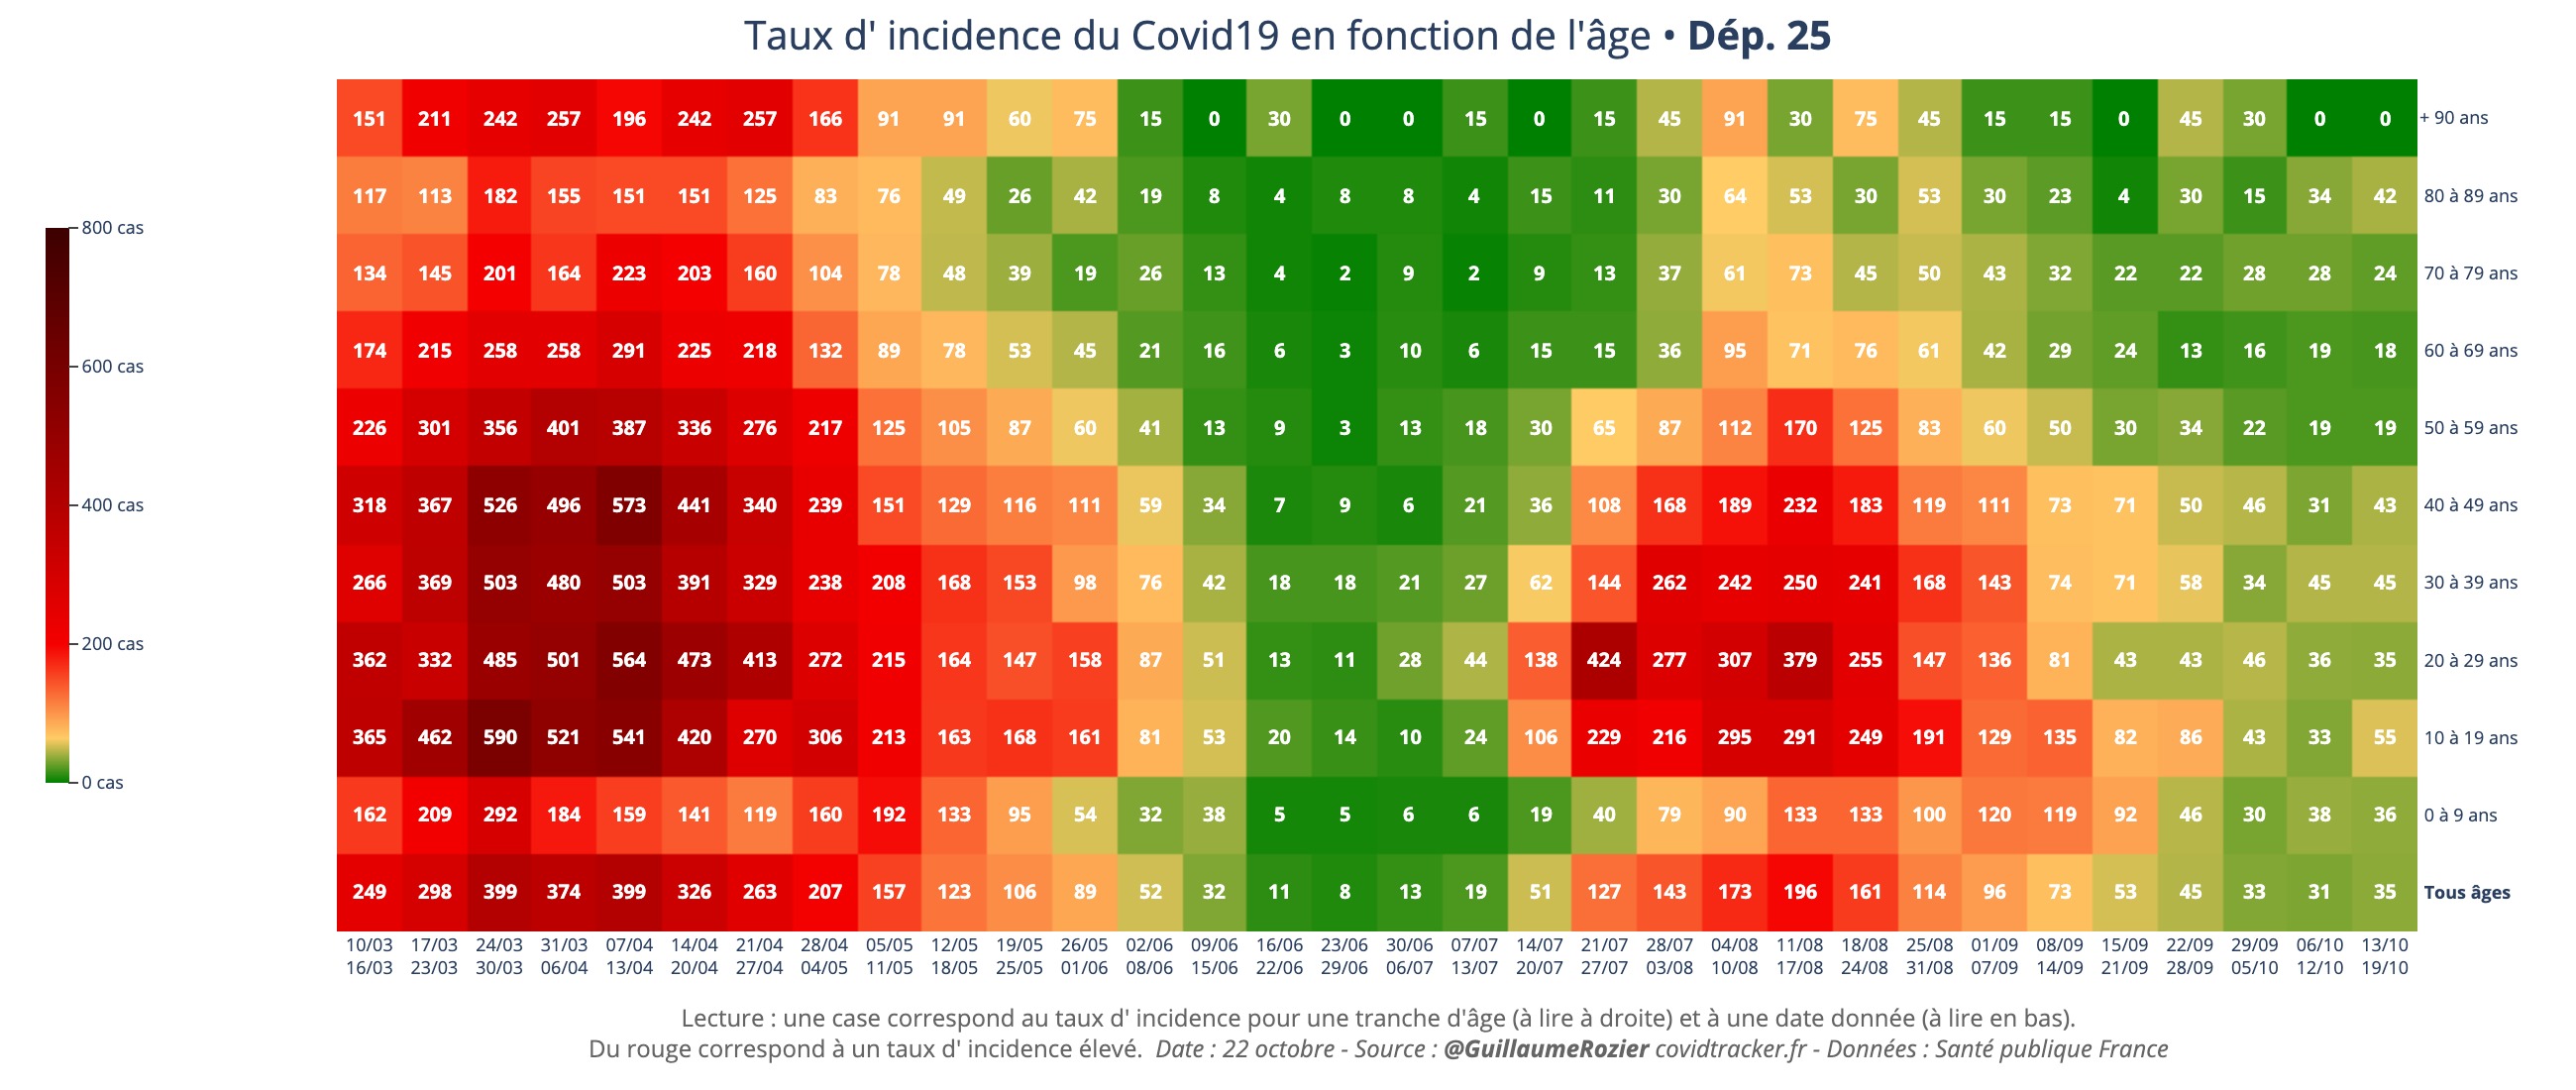 Taux d' incidence du Covid19 en fonction de l'âge • Dép. 25
800 cas
600 cas
400 cas
200 cas
0 cas
151 211 242 257 196 242 257 166 91 91 60 75 15 0 30 0 0 15 0 15 45 91 30 75 45 15 15 0 45 30 0 0 + 90 ans
117 113 182 155 151 151 125 83 76 49 26 42 19 8 4 8 8 4 15 11 30 64 53 30 53 30 23 4 30 15 34 42 80 à 89 ans
134 145 201 164 223 203 160 104 78 48 39 19 26 13 4 2 9 2 9 13 37 61 73 45 50 43 32 22 22 28 28 24 70 à 79 ans
174 215 258 258 291 225 218 132 89 78 53 45 21 16 6 3 10 6 15 15 36 95 71 76 61 42 29 24 13 16 19 18 60 à 69 ans
226 301 356 401 387 336 276 217 125 105 87 60 41 13 9 3 13 18 30 65 87 112 170 125 83 60 50 30 34 22 19 19 50 à 59 ans
318 367 526 496 573 441 340 239 151 129 116 111 59 34 7 9 6 21 36 108 168 189 232 183 119 111 73 71 50 46 31 43 40 à 49 ans
266 369 503 480 503 391 329 238 208 168 153 98 76 42 18 18 21 27 62 144 262 242 250 241 168 143 74 71 58 34 45 45 30 à 39 ans
362 332 485 501 564 473 413 272 215 164 147 158 87 51 13 11 28 44 138 424 277 307 379 255 147 136 81 43 43 46 36 35 20 à 29 ans
365 462 590 521 541 420 270 306 213 163 168 161 81 53 20 14 10 24 106 229 216 295 291 249 191 129 135 82 86 43 33 55 10 à 19 ans
162 209 292 184 159 141 119 160 192 133 95 54 32 38 5 5 6 6 19 40 79 90 133 133 100 120 119 92 46 30 38 36 0 à 9 ans
249 298 399 374 399 326 263 207 157 123 106 89 52 32 11 8 13 19 51 127 143 173 196 161 114 96 73 53 45 33 31 35 Tous âges
10/03 17/03 24/03 31/03 07/04 14/04 21/04 28/04 05/05 12/05 19/05 26/05 02/06 09/06 16/06 23/06 30/06 07/07 14/07 21/07 28/07 04/08 11/08 18/08 25/08 01/09 08/09 15/09 22/09 29/09 06/10 13/10
16/03 23/03 30/03 06/04 13/04 20/04 27/04 04/05 11/05 18/05 25/05 01/06 08/06 15/06 22/06 29/06 06/07 13/07 20/07 27/07 03/08 10/08 17/08 24/08 31/08 07/09 14/09 21/09 28/09 05/10 12/10 19/10
Lecture : une case correspond au taux d' incidence pour une tranche d'âge (à lire à droite) et à une date donnée (à lire en bas).
Du rouge correspond à un taux d' incidence élevé. Date : 22 octobre - Source : @GuillaumeRozier covidtracker.fr - Données : Santé publique France